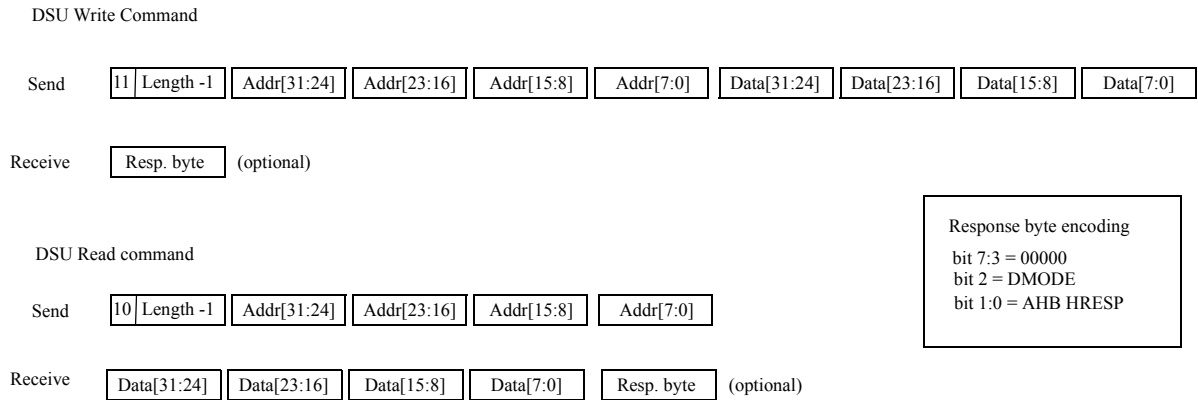 DSU Write Command
Send 11 Length -1 Addr[31:24] Addr[23:16] Addr[15:8] Addr[7:0] Data[31:24] Data[23:16] Data[15:8] Data[7:0]
Receive Resp. byte (optional)
Response byte encoding
bit 7:3 = 00000
bit 2 = DMODE
bit 1:0 = AHB HRESP
DSU Read command
Send 10 Length -1 Addr[31:24] Addr[23:16] Addr[15:8] Addr[7:0]
Receive Data[31:24] Data[23:16] Data[15:8] Data[7:0] Resp. byte (optional)